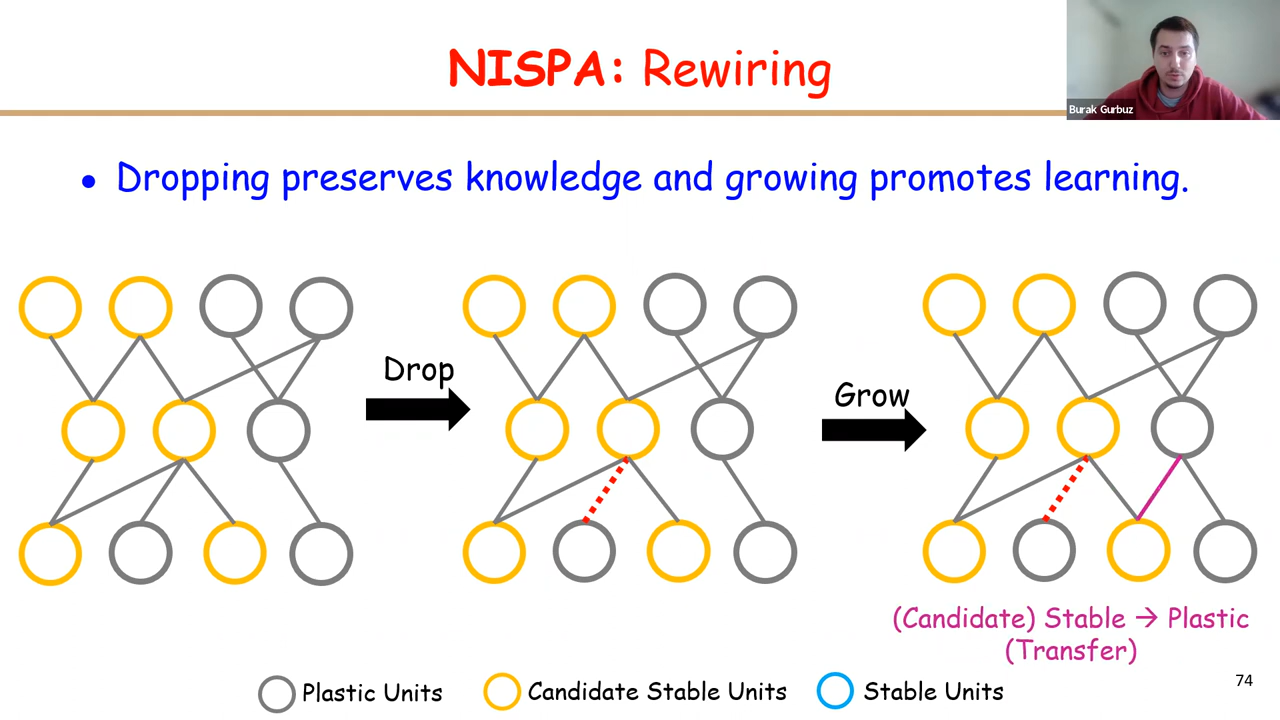 NISPA: Rewiring
Burak Gurbuz
• Dropping preserves knowledge and growing promotes learning.
Drop
Grow
(Candidate) Stable → Plastic
(Transfer)
Plastic Units
Candidate Stable Units
Stable Units
74